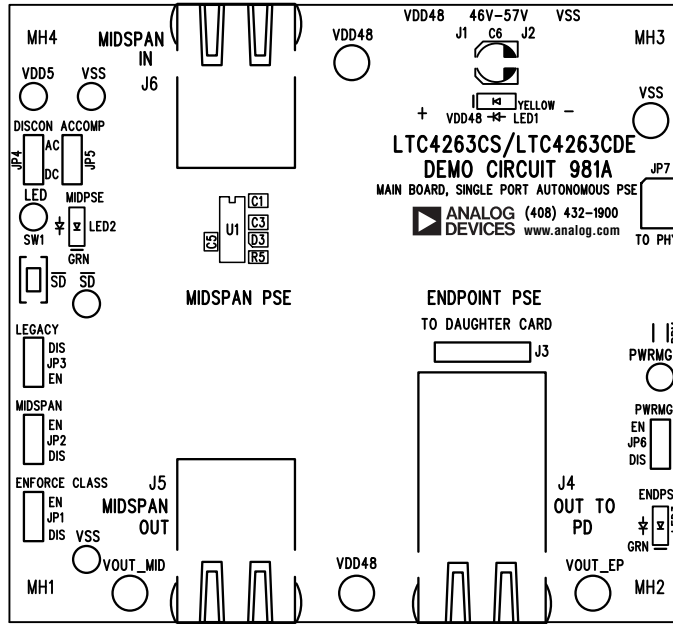 VDD48 46V-57V VSS
MH4
MIDSPAN
IN
J6
VDD48
J1 C6 J2
MH3
VDD5 VSS
VSS
+
YELLOW
VDD48 LED1
-
DISCON ACCOMP
JP4
AC
DC
JP5
LTC4263CS/LTC4263CDE
DEMO CIRCUIT 981A
MAIN BOARD, SINGLE PORT AUTONOMOUS PSE
JP7
LED MIDPSE
LED2
SW1
GRN
C1
U1
C3
D3
C5
R5
ANALOG
DEVICES
(408) 432-1900
www.analog.com
TO PHY
SD SD
MIDSPAN PSE
ENDPOINT PSE
TO DAUGHTER CARD
J3
LEGACY
DIS
JP3
EN
PWRMG
MIDSPAN
EN
JP2
DIS
PWRMG
EN
JP6
DIS
ENFORCE CLASS
EN
JP1
DIS
J5
MIDSPAN
OUT
J4
OUT TO
PD
ENDPS
GRN
VSS
VOUT_MID
VDD48
VOUT_EP
MH1
MH2